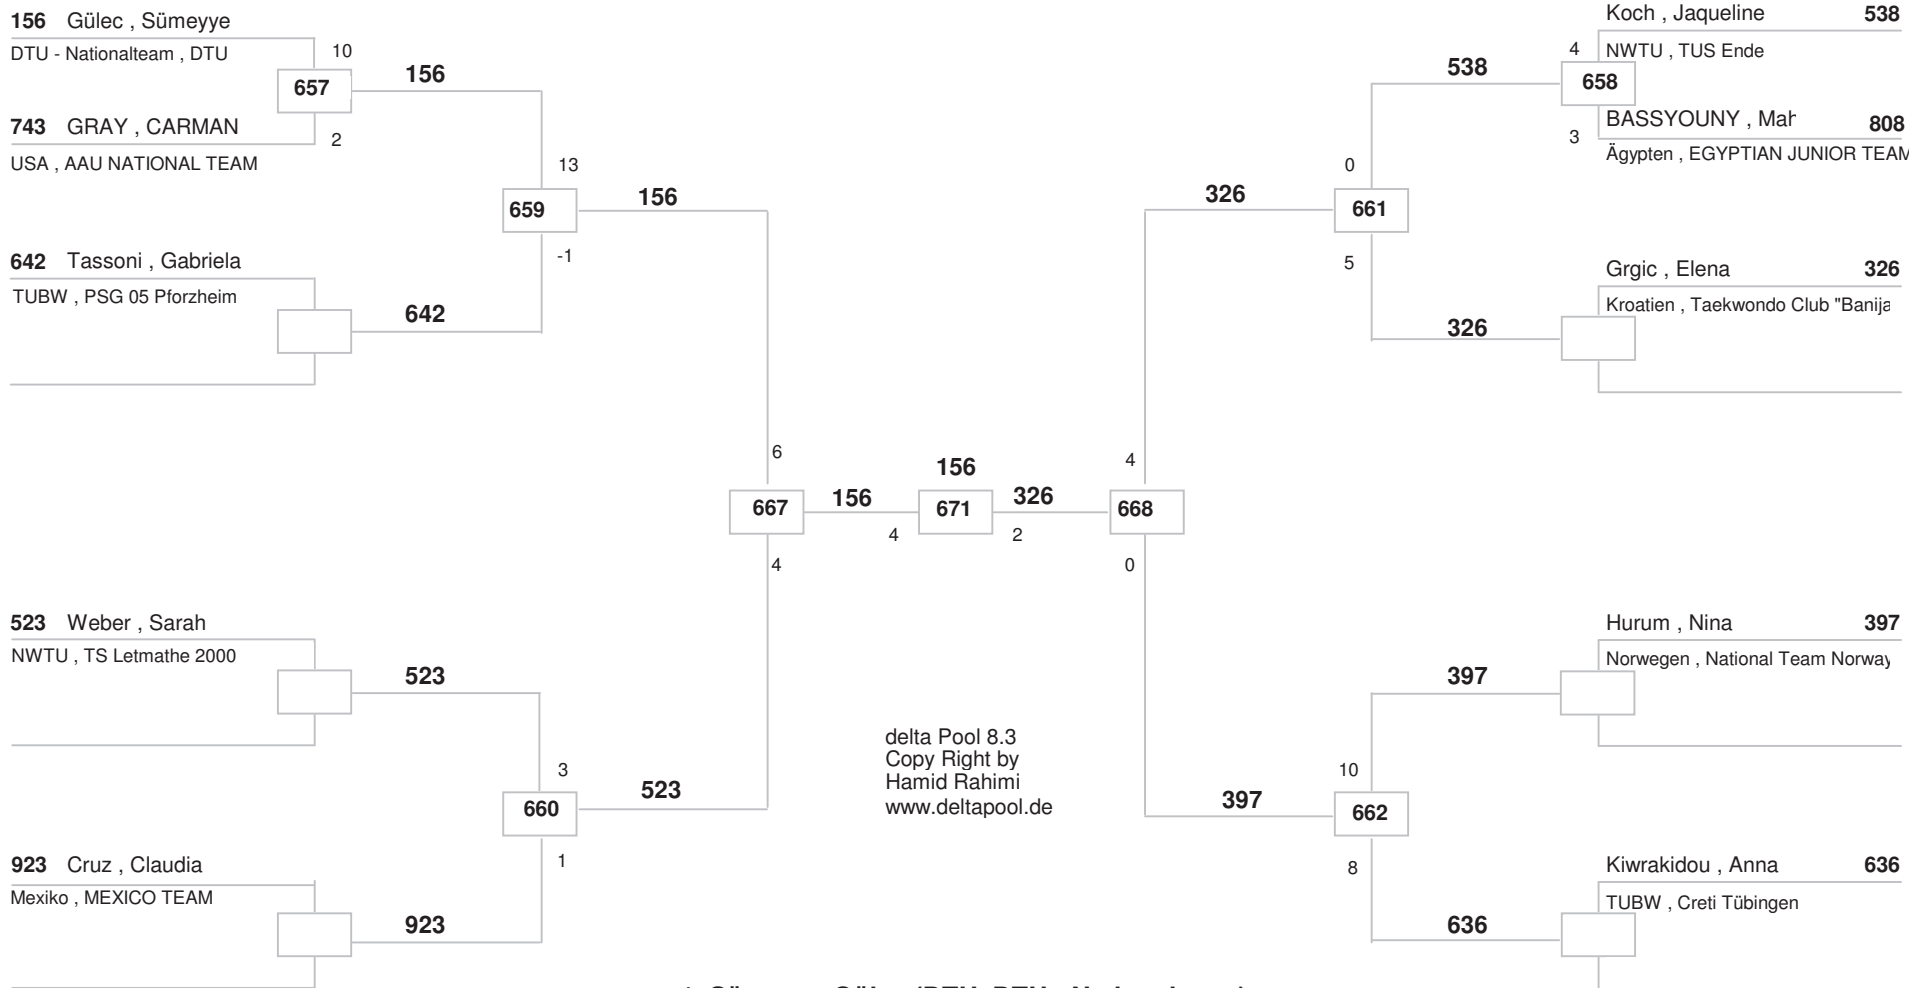 156 Gülec , Sümeyye
DTU - Nationalteam , DTU
10
657
156
743 GRAY , CARMAN
2
USA , AAU NATIONAL TEAM
13
659
156
-1
642 Tassoni , Gabriela
TUBW , PSG 05 Pforzheim
642
6
667
156
4
4
156
671
326
2
523 Weber , Sarah
NWTU , TS Letmathe 2000
523
3
660
523
1
923 Cruz , Claudia
Mexiko , MEXICO TEAM
923
Koch , Jaqueline 538
4
NWTU , TUS Ende
538
658
BASSYOUNY , Mah 808
3
Ägypten , EGYPTIAN JUNIOR TEAM
0
326
661
5
Grgic , Elena 326
Kroatien , Taekwondo Club "Banija
326
4
668
0
Hurum , Nina 397
Norwegen , National Team Norway
397
10
397
662
8
Kiwrakidou , Anna 636
TUBW , Creti Tübingen
636
delta Pool 8.3
Copy Right by
Hamid Rahimi
www.deltapool.de